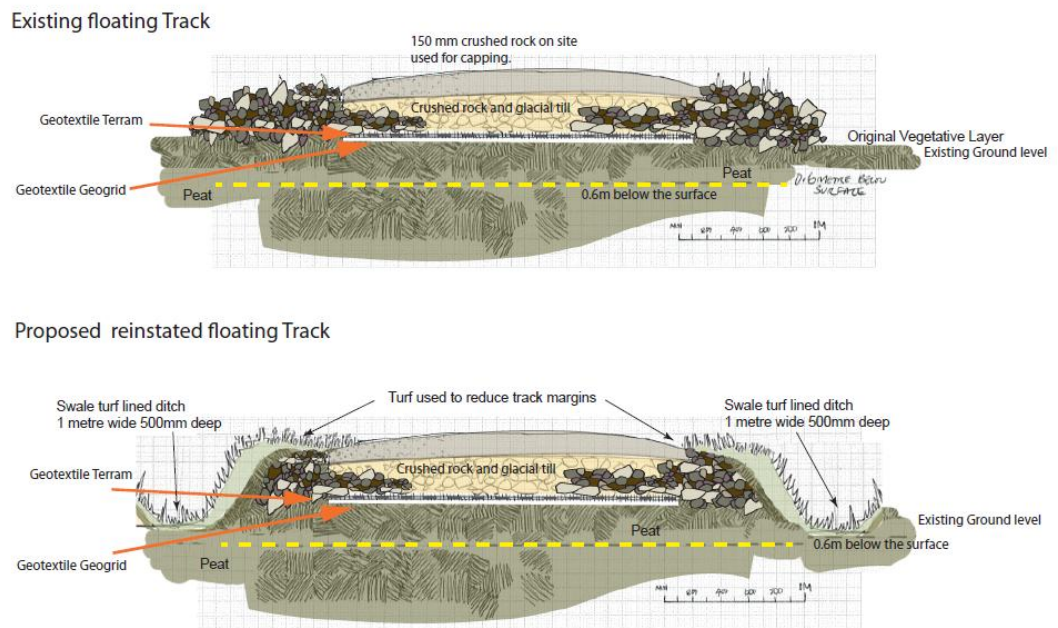 Existing floating Track
150 mm crushed rock on site
used for capping.
Crushed rock and glacial till
Geotextile Terram
Original Vegetative Layer
Existing Ground level
Geotextile Geogrid
Peat
Peat
0.6m below the surface
BELOW
SURFACE
1M
Proposed reinstated floating Track
Swale turf lined ditch
1 metre wide 500mm deep
Turf used to reduce track margins
Swale turf lined ditch
1 metre wide 500mm deep
Geotextile Terram
Crushed rock and glacial till
Existing Ground level
Peat
0.6m below the surface
Geotextile Geogrid
Peat
1M